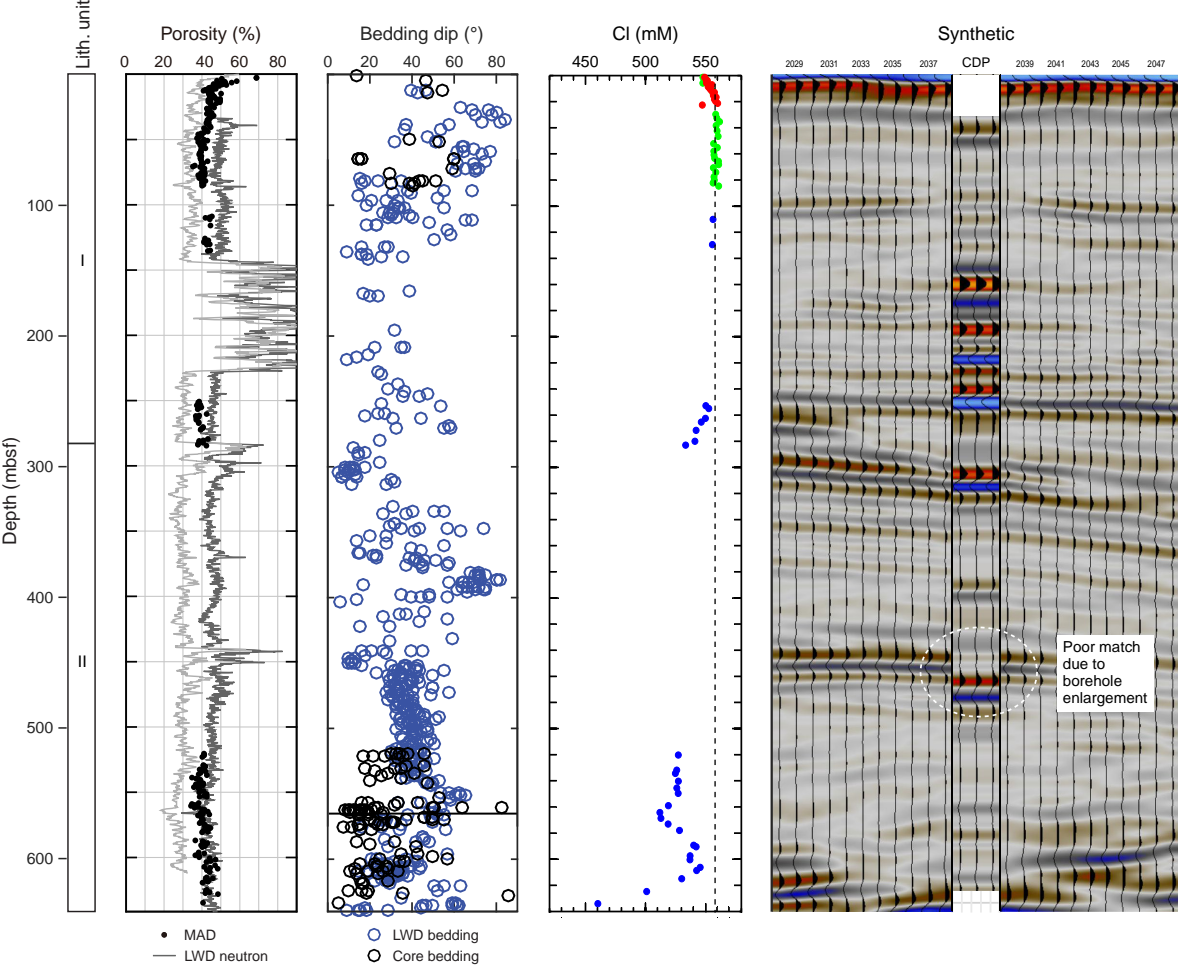 Lith. unit
Porosity (%)
Bedding dip (°)
Cl (mM)
Synthetic
0 20 40 60 80
0 20 40 60 80
450 500 550
2029 2031 2033 2035 2037 CDP 2039 2041 2043 2045 2047
Depth (mbsf)
100
200
300
400
500
600
I
II
Poor match
due to
borehole
enlargement
MAD
LWD neutron
LWD bedding
Core bedding